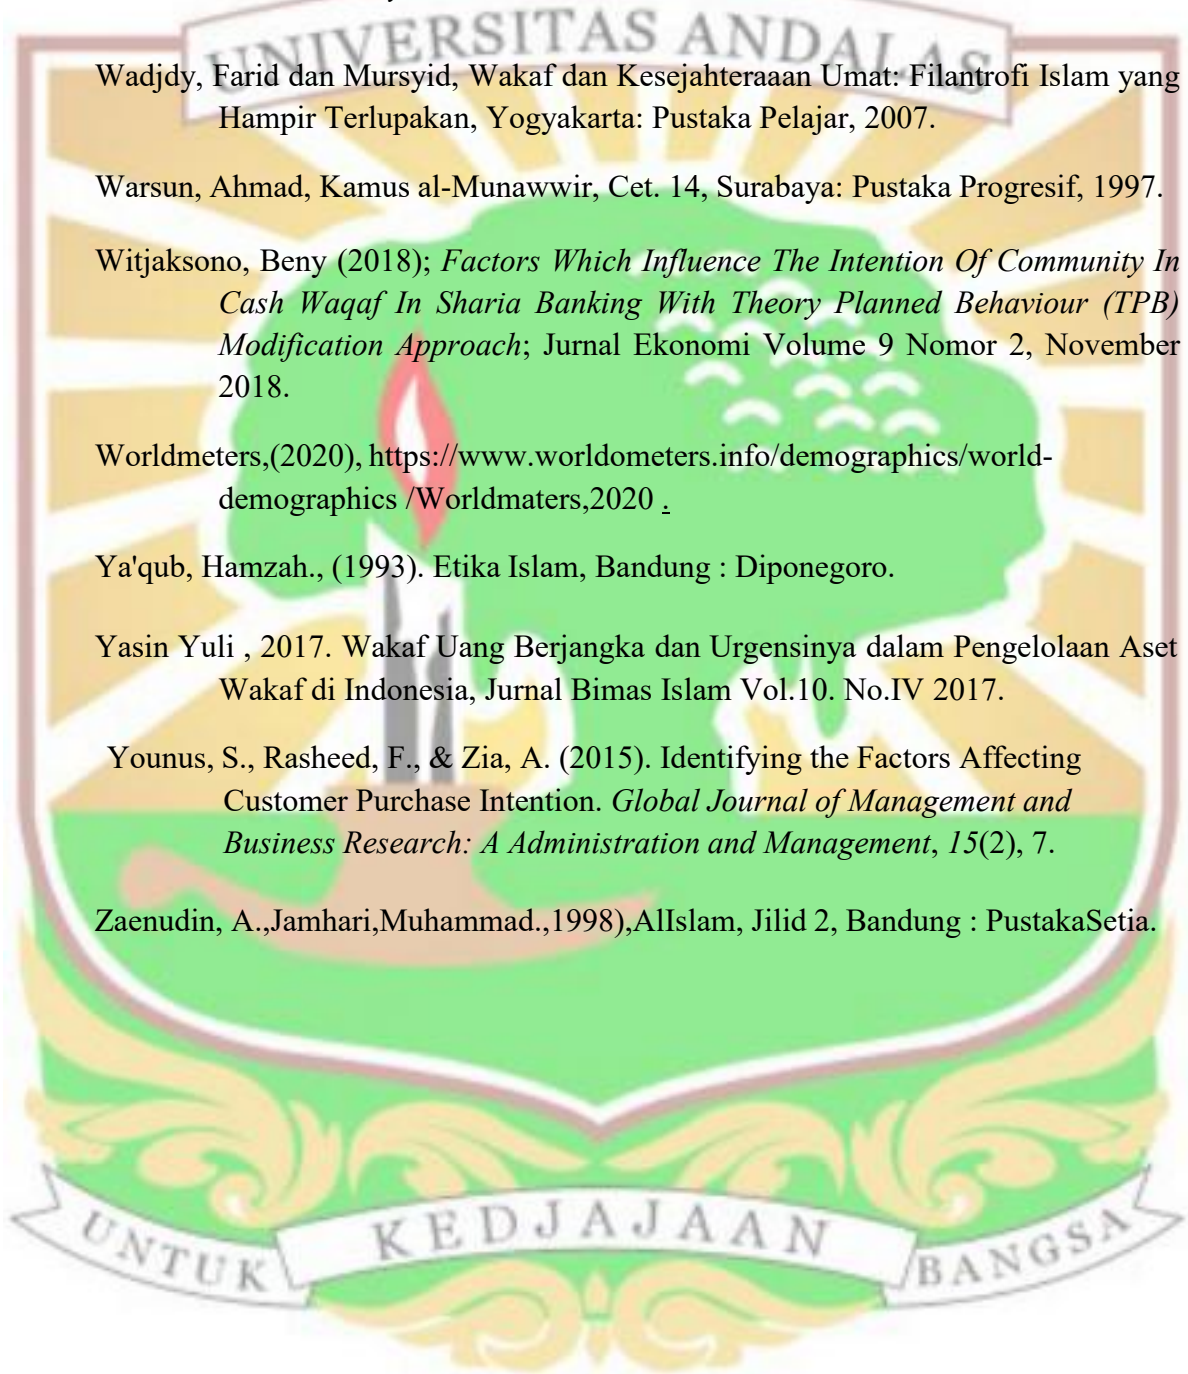 UNIVERSITAS ANDALAS
Wadjdy, Farid dan Mursyid, Wakaf dan Kesejahteraaan Umat: Filantrofi Islam yang
Hampir Terlupakan, Yogyakarta: Pustaka Pelajar, 2007.
Warsun, Ahmad, Kamus al-Munawwir, Cet. 14, Surabaya: Pustaka Progresif, 1997.
Witjaksono, Beny (2018); Factors Which Influence The Intention Of Community In
Cash Waqaf In Sharia Banking With Theory Planned Behaviour (TPB)
Modification Approach; Jurnal Ekonomi Volume 9 Nomor 2, November
2018.
Worldmeters,(2020), https://www.worldometers.info/demographics/world-
demographics /Worldmaters,2020 .
Ya'qub, Hamzah., (1993). Etika Islam, Bandung : Diponegoro.
Yasin Yuli , 2017. Wakaf Uang Berjangka dan Urgensinya dalam Pengelolaan Aset
Wakaf di Indonesia, Jurnal Bimas Islam Vol.10. No.IV 2017.
Younus, S., Rasheed, F., & Zia, A. (2015). Identifying the Factors Affecting
Customer Purchase Intention. Global Journal of Management and
Business Research: A Administration and Management, 15(2), 7.
Zaenudin, A.,Jamhari,Muhammad.,1998),AlIslam, Jilid 2, Bandung : PustakaSetia.
UNTUK KEDJAJAAN BANGSA